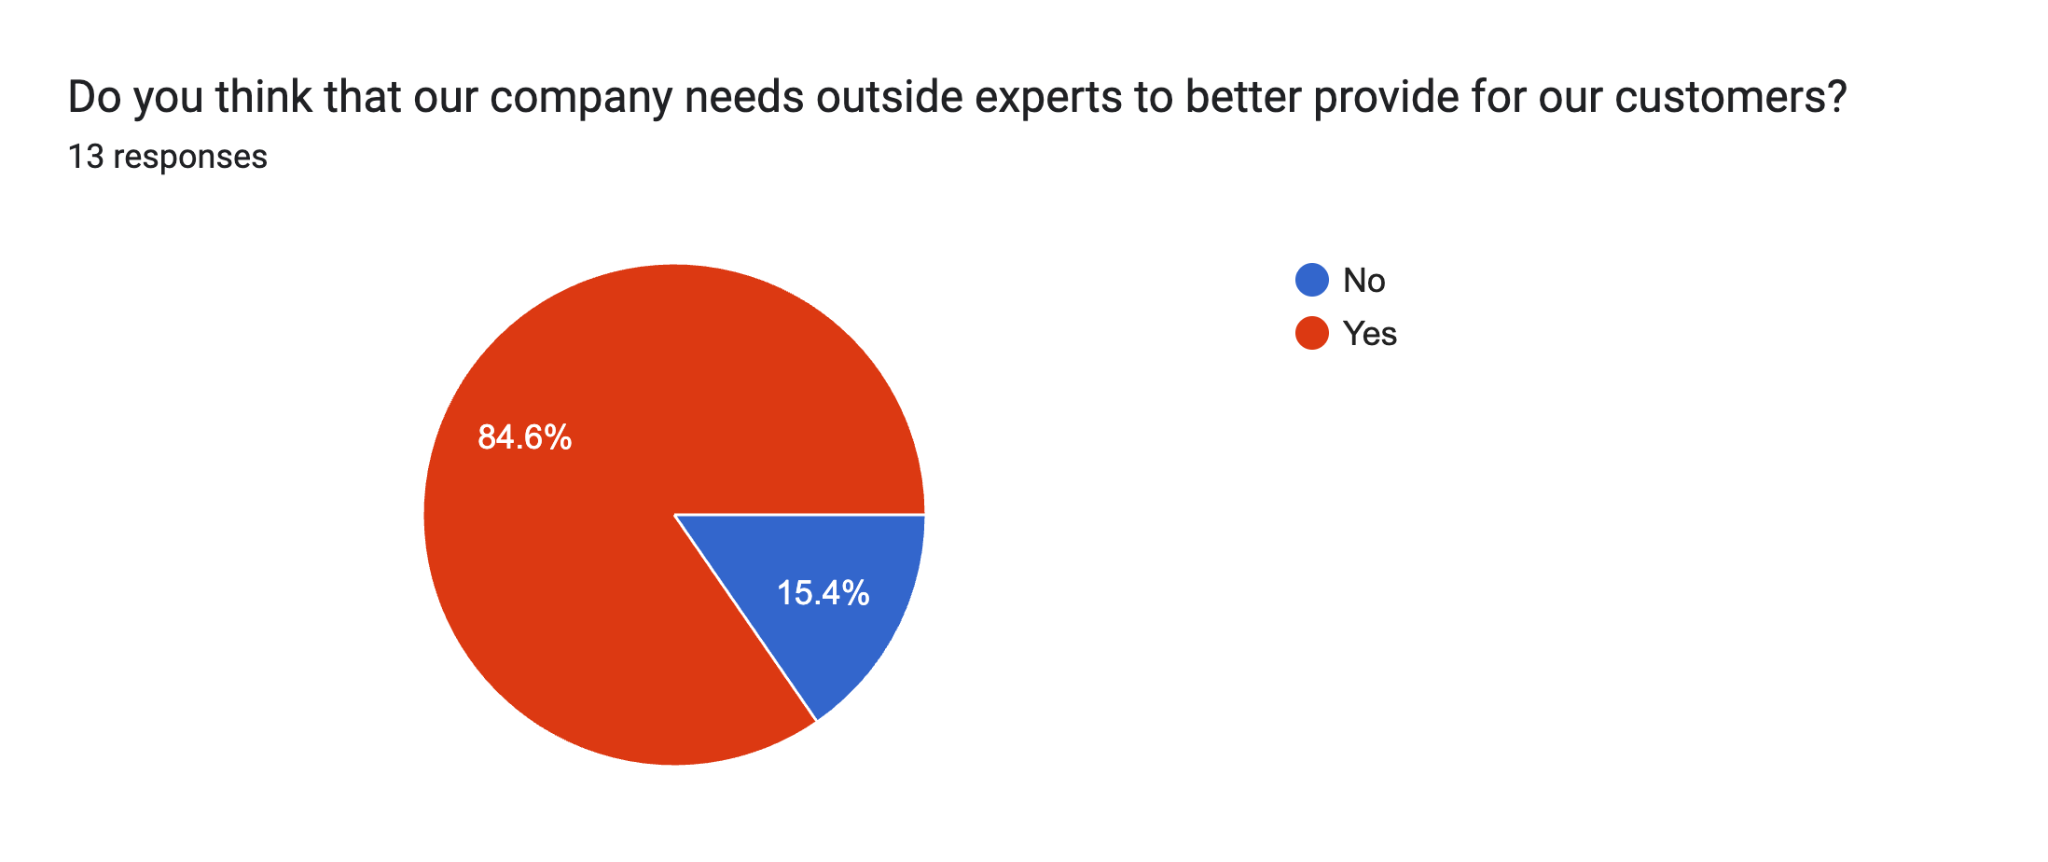 Do you think that our company needs outside experts to better provide for our customers?
13 responses
No
Yes
84.6%
15.4%